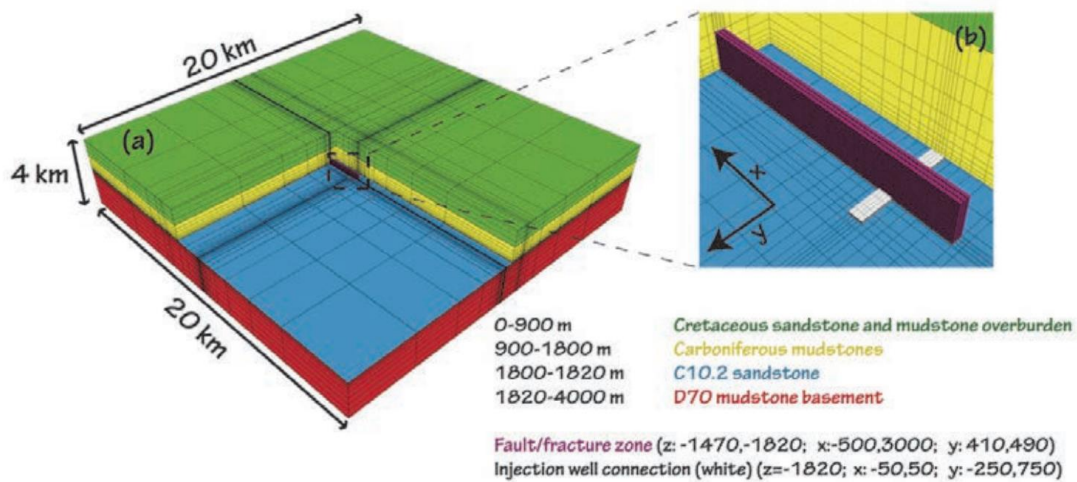 20 km
(a)
4 km
20 km
(b)
x
y
0-900 m Cretaceous sandstone and mudstone overburden
900-1800 m Carboniferous mudstones
1800-1820 m C10.2 sandstone
1820-4000 m D70 mudstone basement
Fault/fracture zone (z: -1470,-1820; x:-500,3000; y: 410,490)
Injection well connection (white) (z=-1820; x: -50,50; y: -250,750)